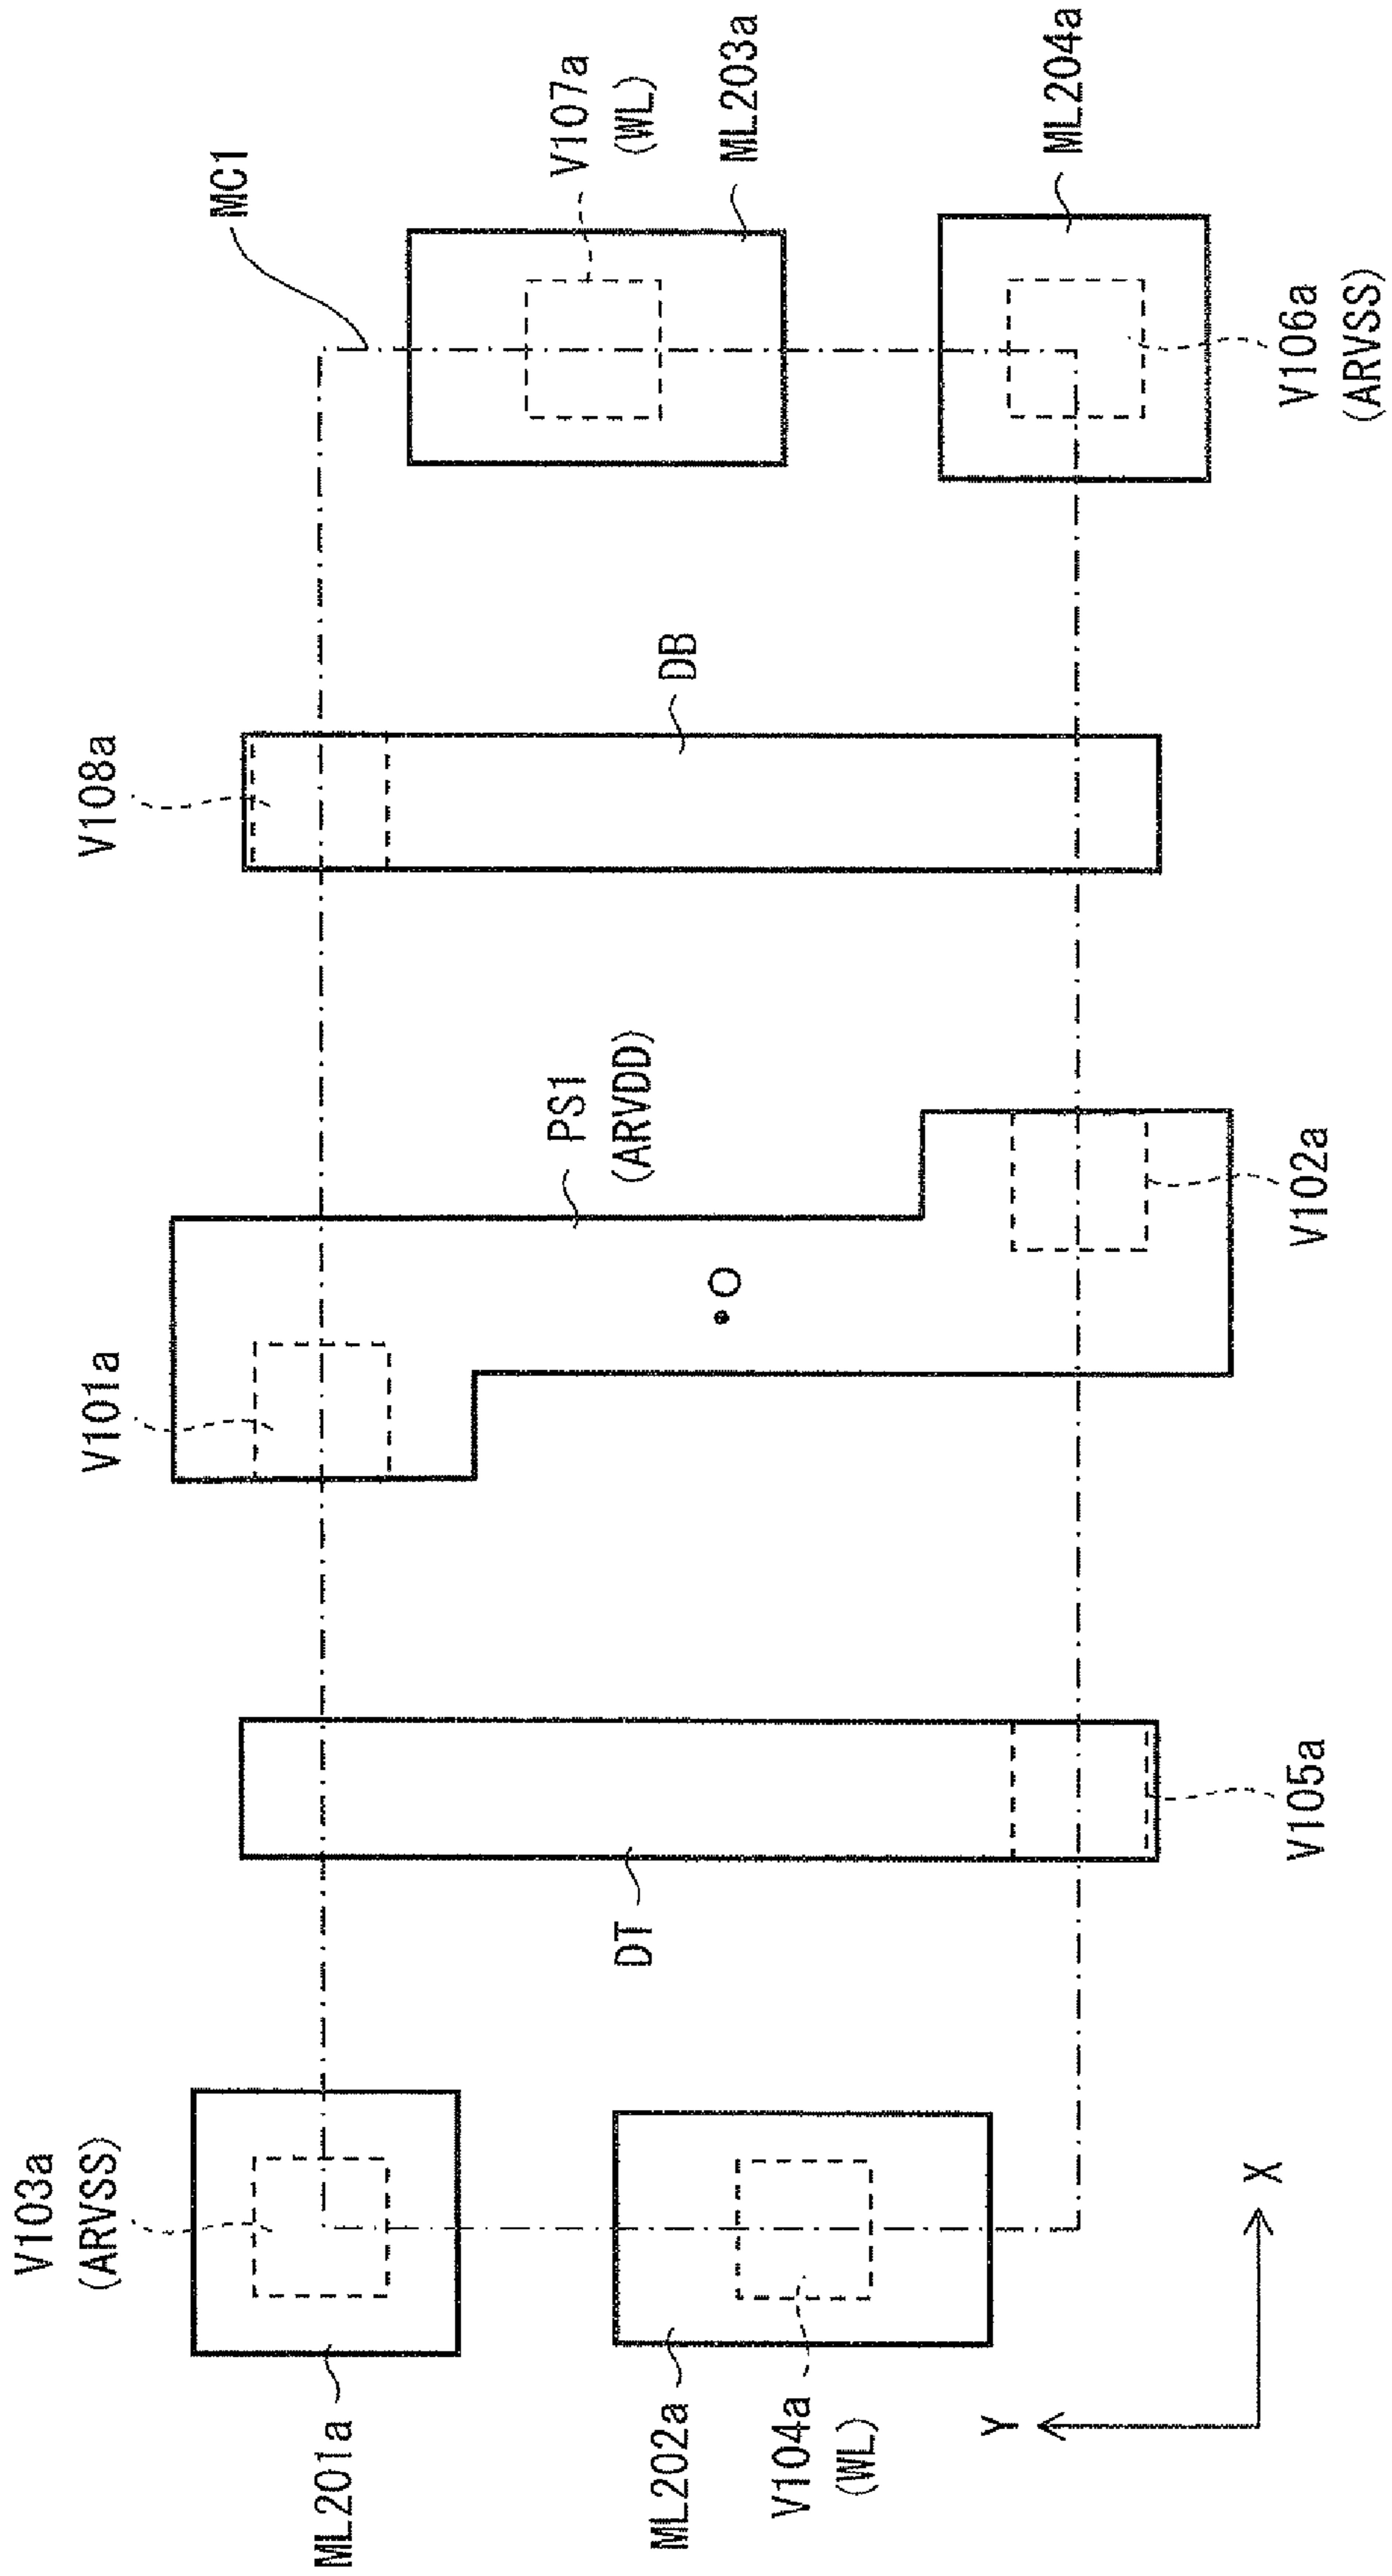 V103a
(ARVSS)
V101a
V108a
MC1
ML201a
PS1
(ARVDD)
V107a
(WL)
DT
DB
ML202a
O
ML203a
V104a
(WL)
Y
ML204a
X
V105a
V102a
V106a
(ARVSS)